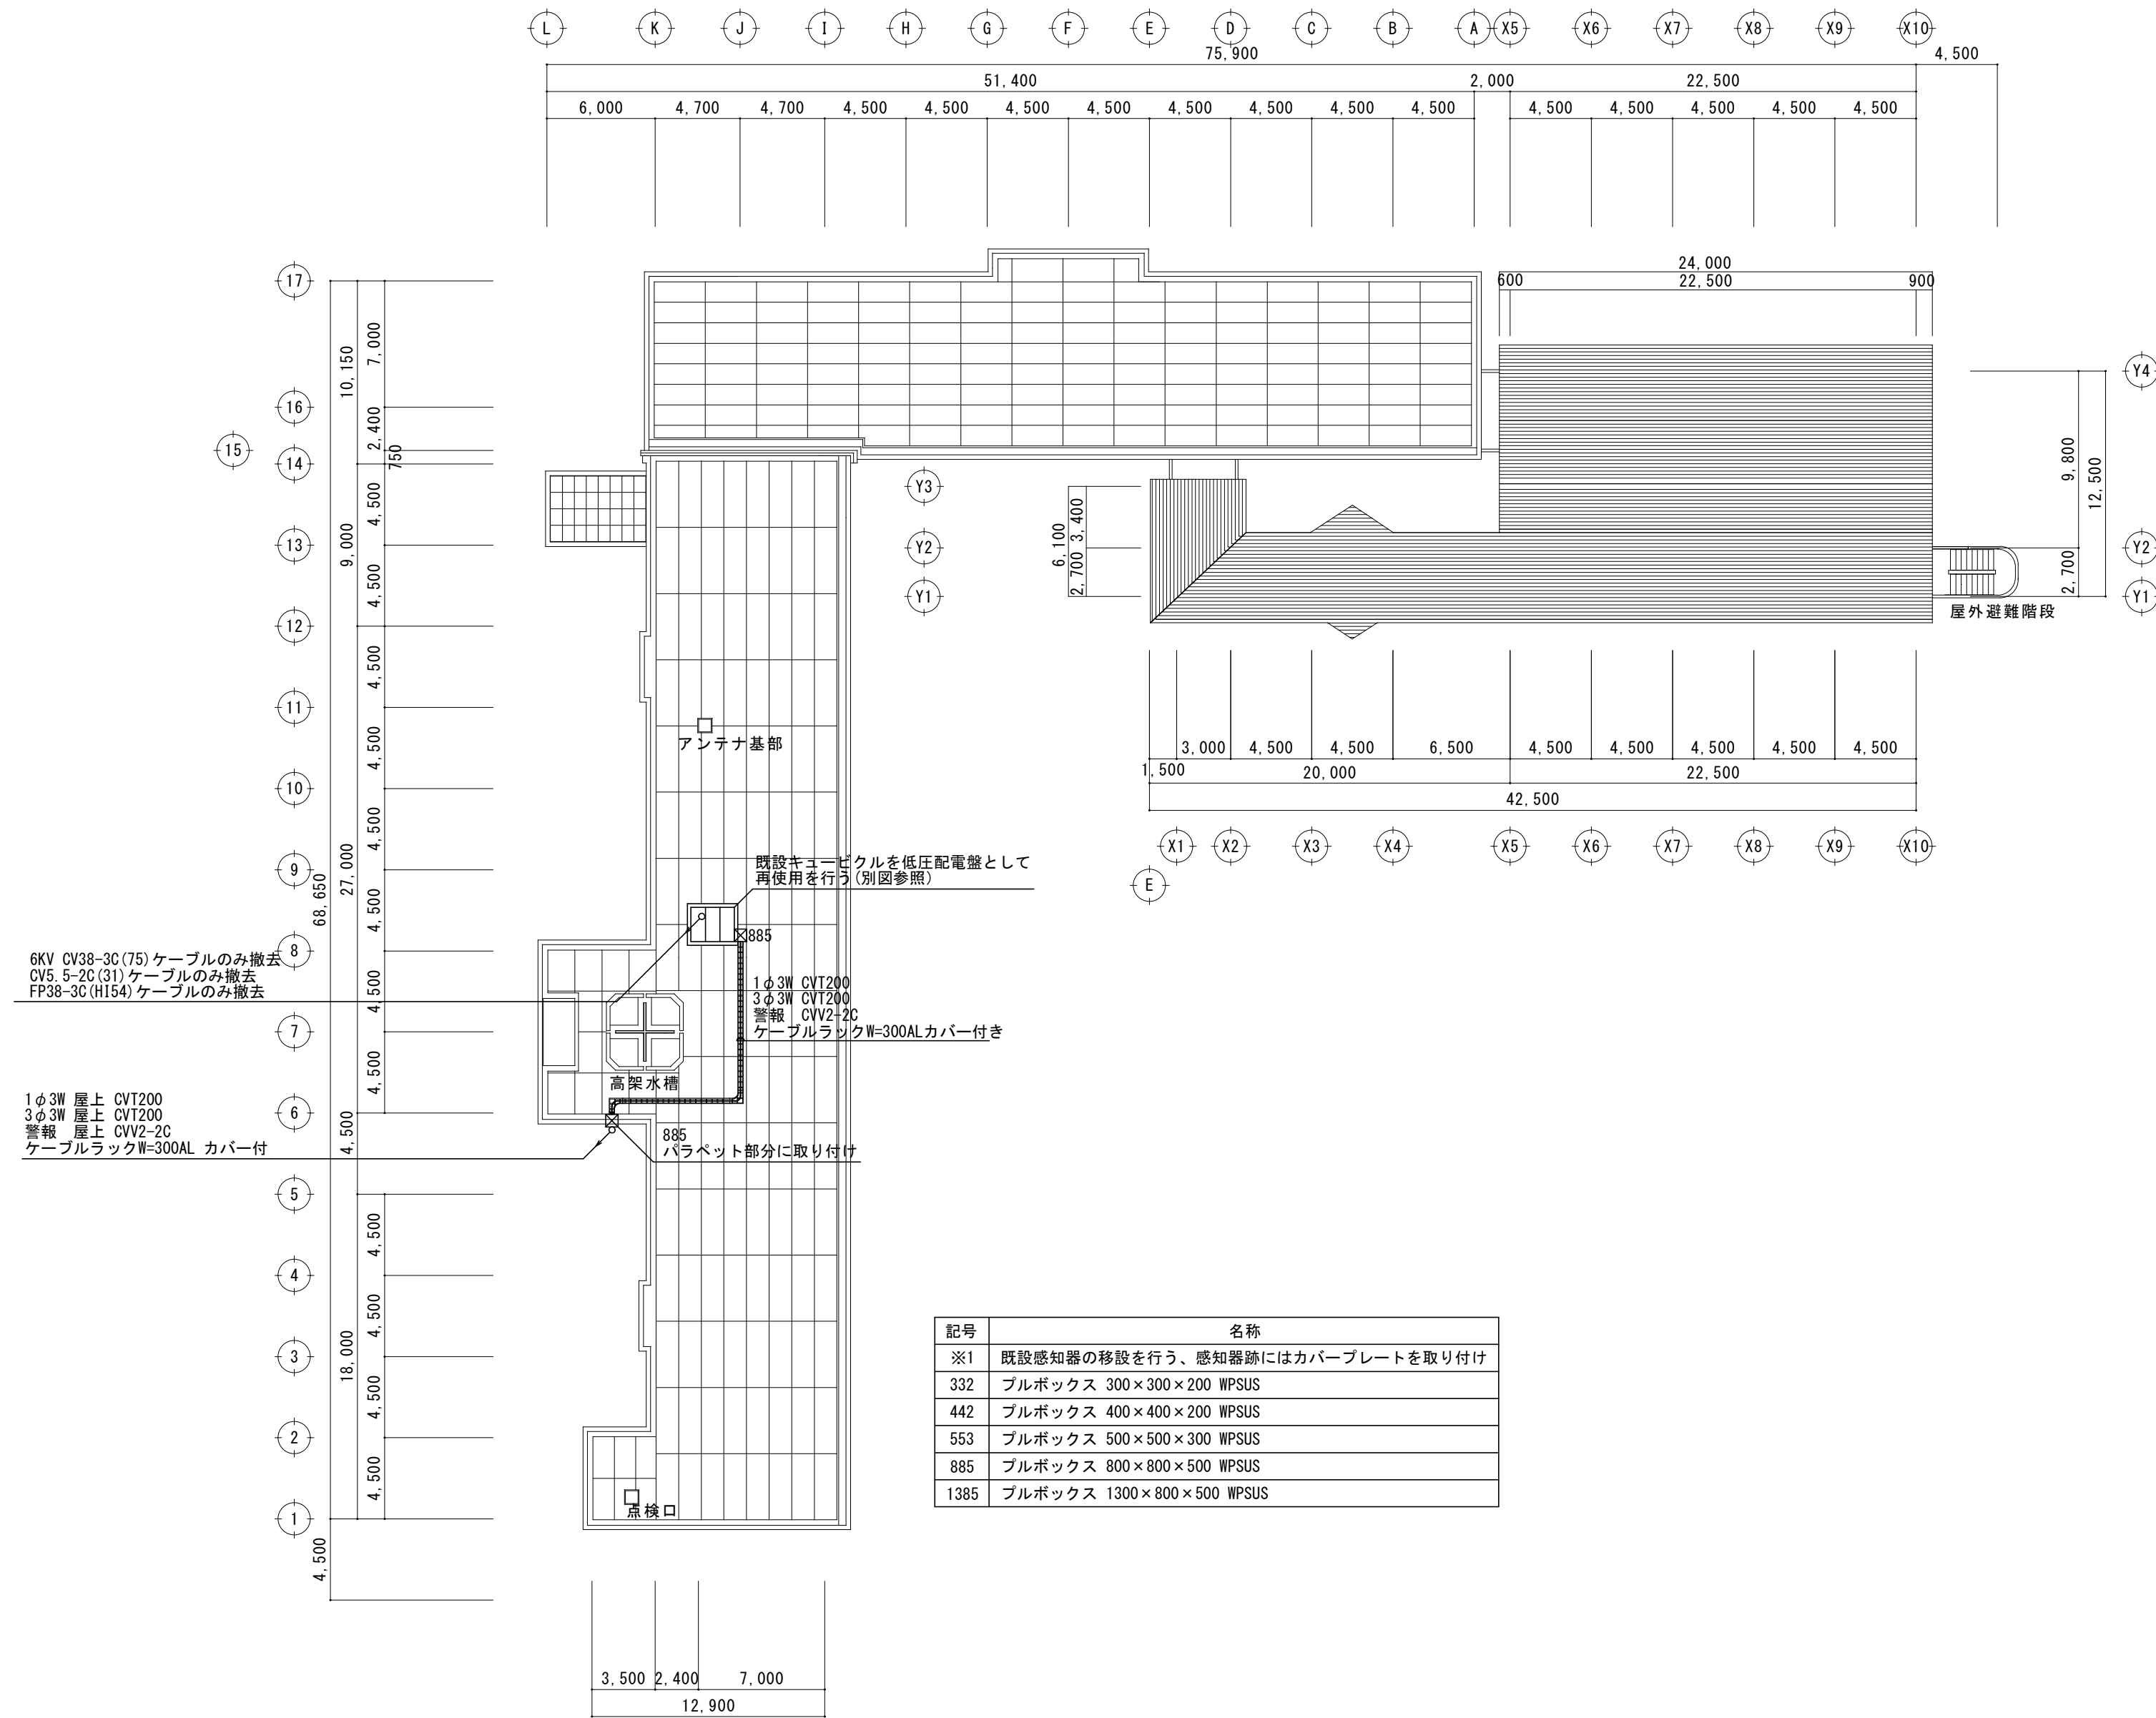 L K J I H G F E D C B A X5 X6 X7 X8 X9 X10
75,900 4,500
51,400 2,000 22,500
6,000 4,700 4,700 4,500 4,500 4,500 4,500 4,500 4,500 4,500 4,500 4,500 4,500 4,500 4,500 4,500
17
16
15
14
13
12
11
10
9
8
7
6
5
4
3
2
1
7,000
2,400
750
4,500
4,500
4,500
4,500
4,500
4,500
4,500
4,500
4,500
4,500
4,500
4,500
10,150
9,000
27,000
4,500
18,000
68,650
4,500
24,000
600 22,500 900
Y4
Y2
Y1
9,800
2,700
12,500
屋外避難階段
Y3
Y2
Y1
3,400
2,700
6,100
3,000 4,500 4,500 6,500 4,500 4,500 4,500 4,500 4,500
1,500 20,000 22,500
42,500
X1 X2 X3 X4 X5 X6 X7 X8 X9 X10
E
アンテナ基部
既設キュービクルを低圧配電盤として
再使用を行う(別図参照)
885
6KV CV38-3C(75)ケーブルのみ撤去
CV5.5-2C(31)ケーブルのみ撤去
FP38-3C(HI54)ケーブルのみ撤去
1φ3W CVT200
3φ3W CVT200
警報 CVV2-2C
ケーブルラックW=300ALカバー付き
高架水槽
1φ3W 屋上 CVT200
3φ3W 屋上 CVT200
警報 屋上 CVV2-2C
ケーブルラックW=300AL カバー付
885
パラペット部分に取り付け
点検口
3,500 2,400 7,000
12,900
記号 名称
※1 既設感知器の移設を行う、感知器跡にはカバープレートを取り付け
332 プルボックス 300×300×200 WPSUS
442 プルボックス 400×400×200 WPSUS
553 プルボックス 500×500×300 WPSUS
885 プルボックス 800×800×500 WPSUS
1385 プルボックス 1300×800×500 WPSUS